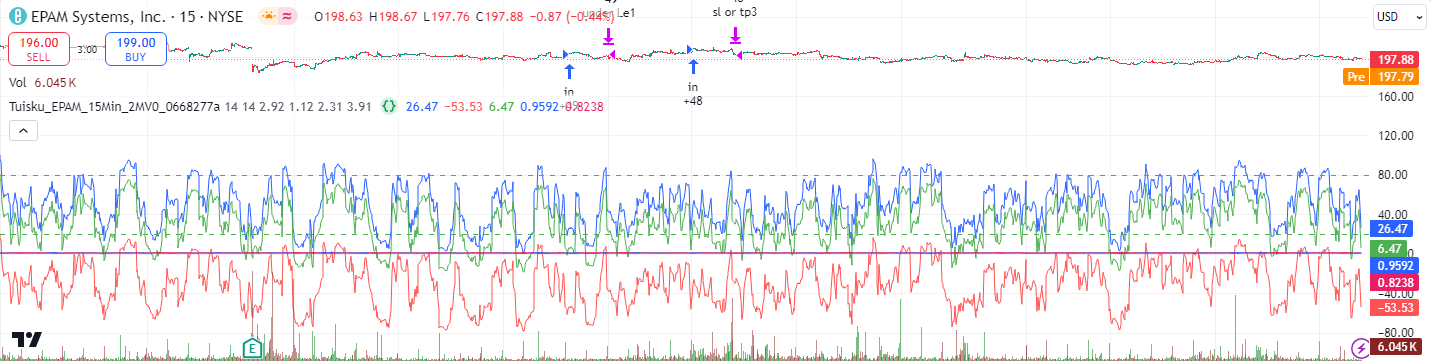 EPAM Systems, Inc. · 15 · NYSE O198.63 H198.67 L197.76 C197.88 −0.87 (−0.44%)
under Le1
sl or tp3
USD
196.00 SELL
3.00
199.00 BUY
197.88
Pre 197.79
Vol 6.045 K
in
in
+48
160.00
Tuisku_EPAM_15Min_2MV0_0668277a 14 14 2.92 1.12 2.31 3.91 {} 26.47 −53.53 6.47 0.9592 0.8238
120.00
80.00
40.00
26.47
6.47
0.9592
0.8238
−40.00
−53.53
−80.00
E
6.045 K